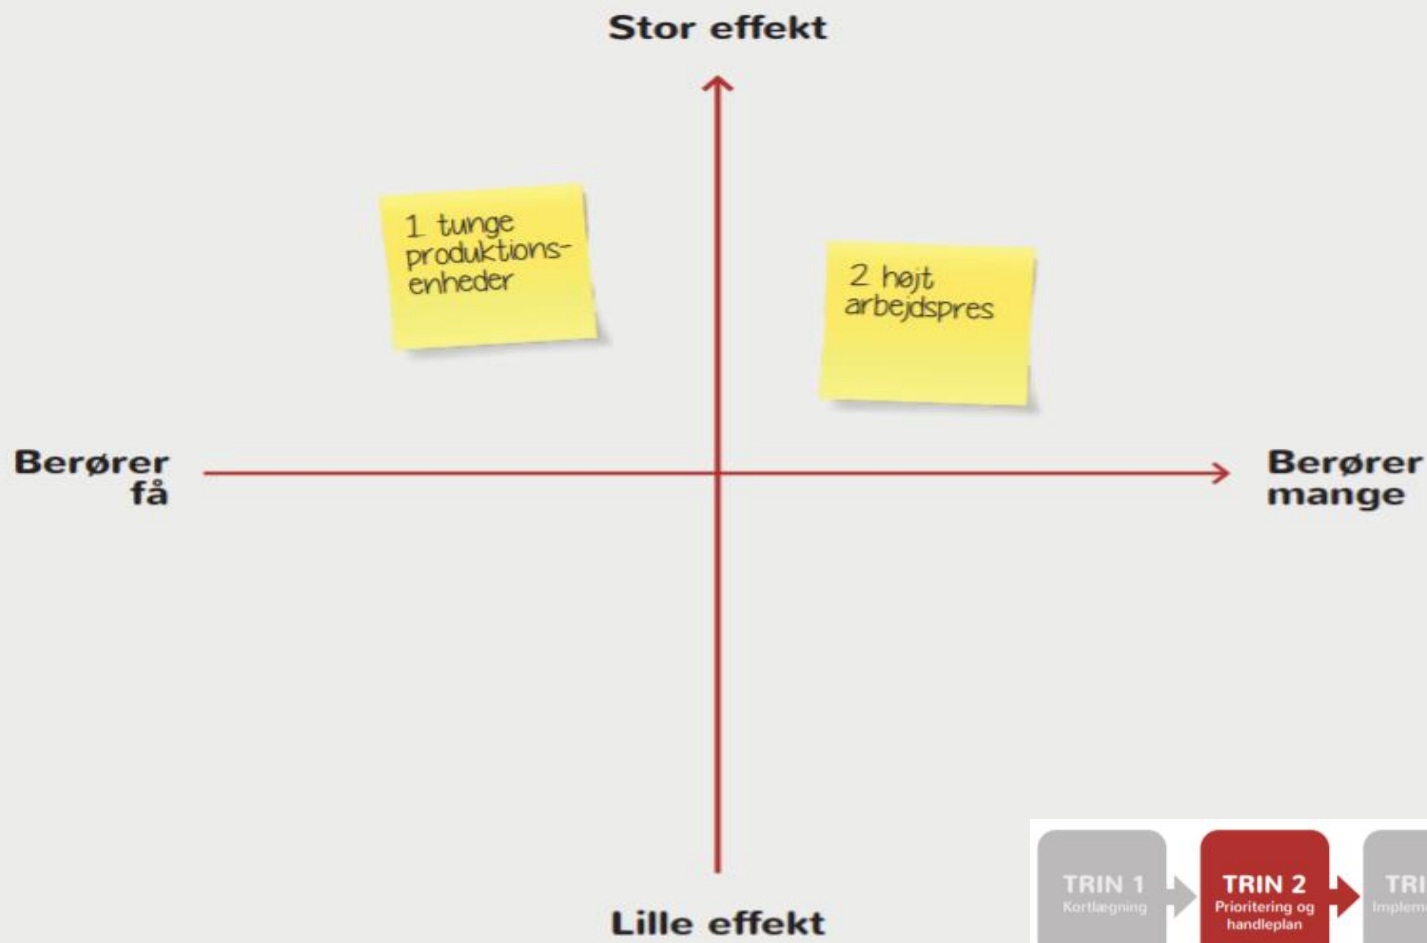 Stor effekt
1 tunge
produktions-
enheder
2 højt
arbejdspres
Berører
få
Berører
mange
Lille effekt
TRIN 1
Kortlægning
TRIN 2
Prioritering og
handleplan